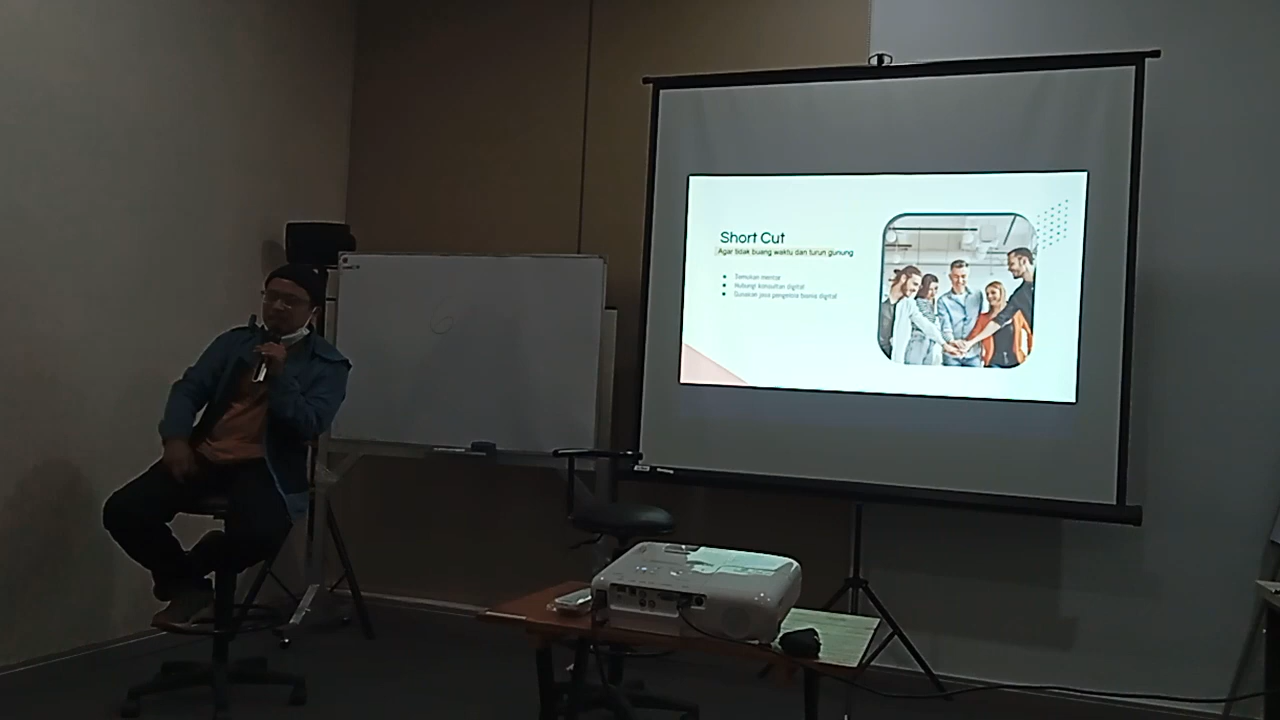 Short Cut
Agar tidak buang waktu dan turun gunung
Temukan mentor
Hubungi konsultan digital
Gunakan jasa pengelola bisnis digital